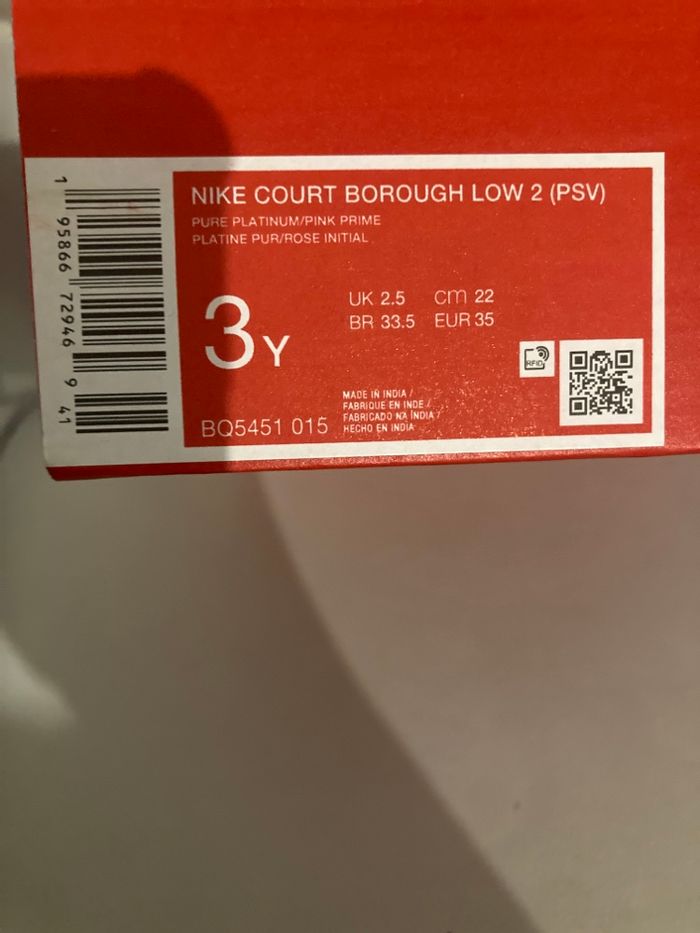 NIKE COURT BOROUGH LOW 2 (PSV)
PURE PLATINUM/PINK PRIME
PLATINE PUR/ROSE INITIAL
3Y
UK 2.5 cm 22
BR 33.5 EUR 35
RFID
BQ5451 015
MADE IN INDIA /
FABRIQUE EN INDE /
FABRICADO NA ÍNDIA /
HECHO EN INDIA
1 95866 72946 9 41